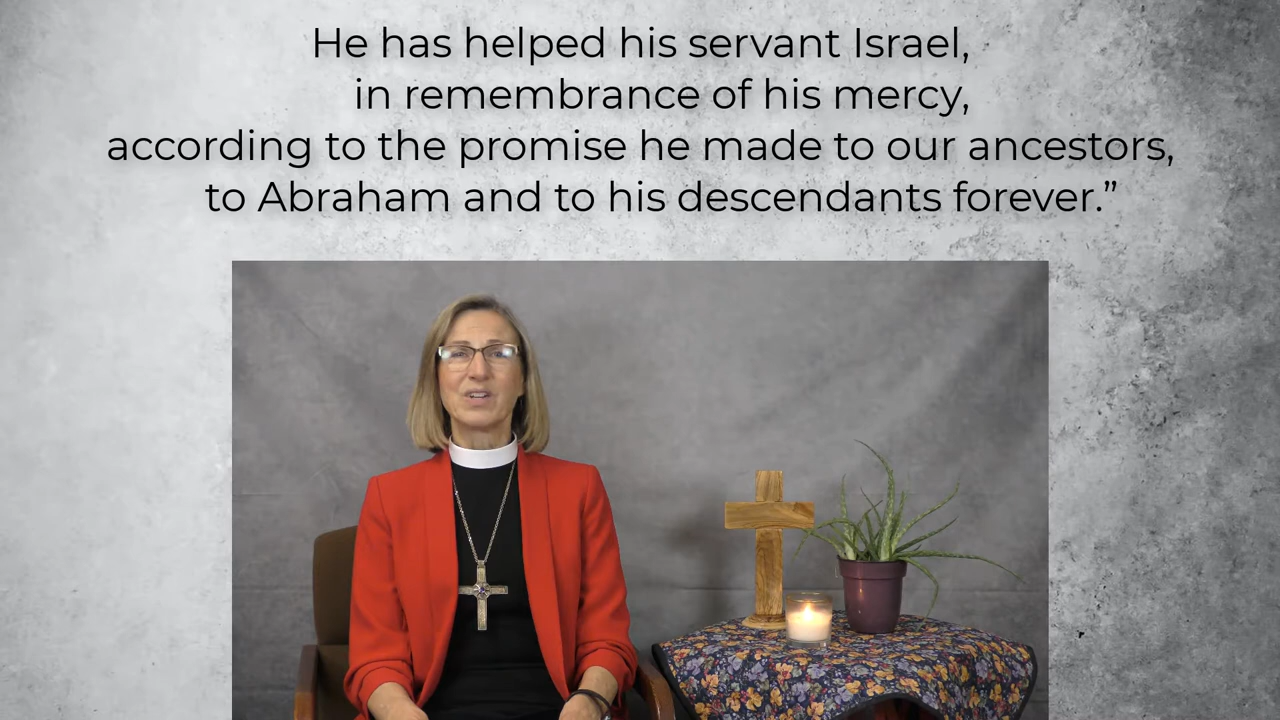 He has helped his servant Israel,
in remembrance of his mercy,
according to the promise he made to our ancestors,
to Abraham and to his descendants forever.”